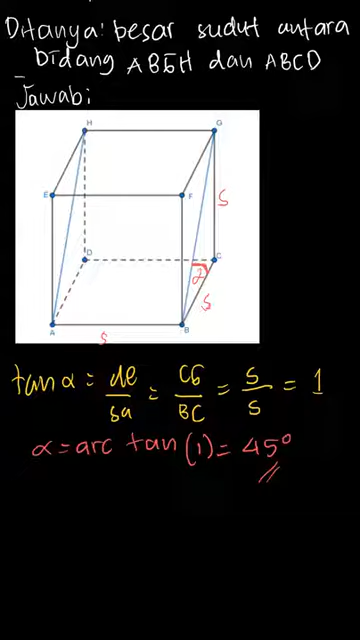 Ditanya: besar sudut antara
bidang ABGH dan ABCD
Jawab:
H G
E F
S
D C
α
S
A B
S
tan α = de/sa = CG/BC = S/S = 1
α = arc tan (1) = 45°